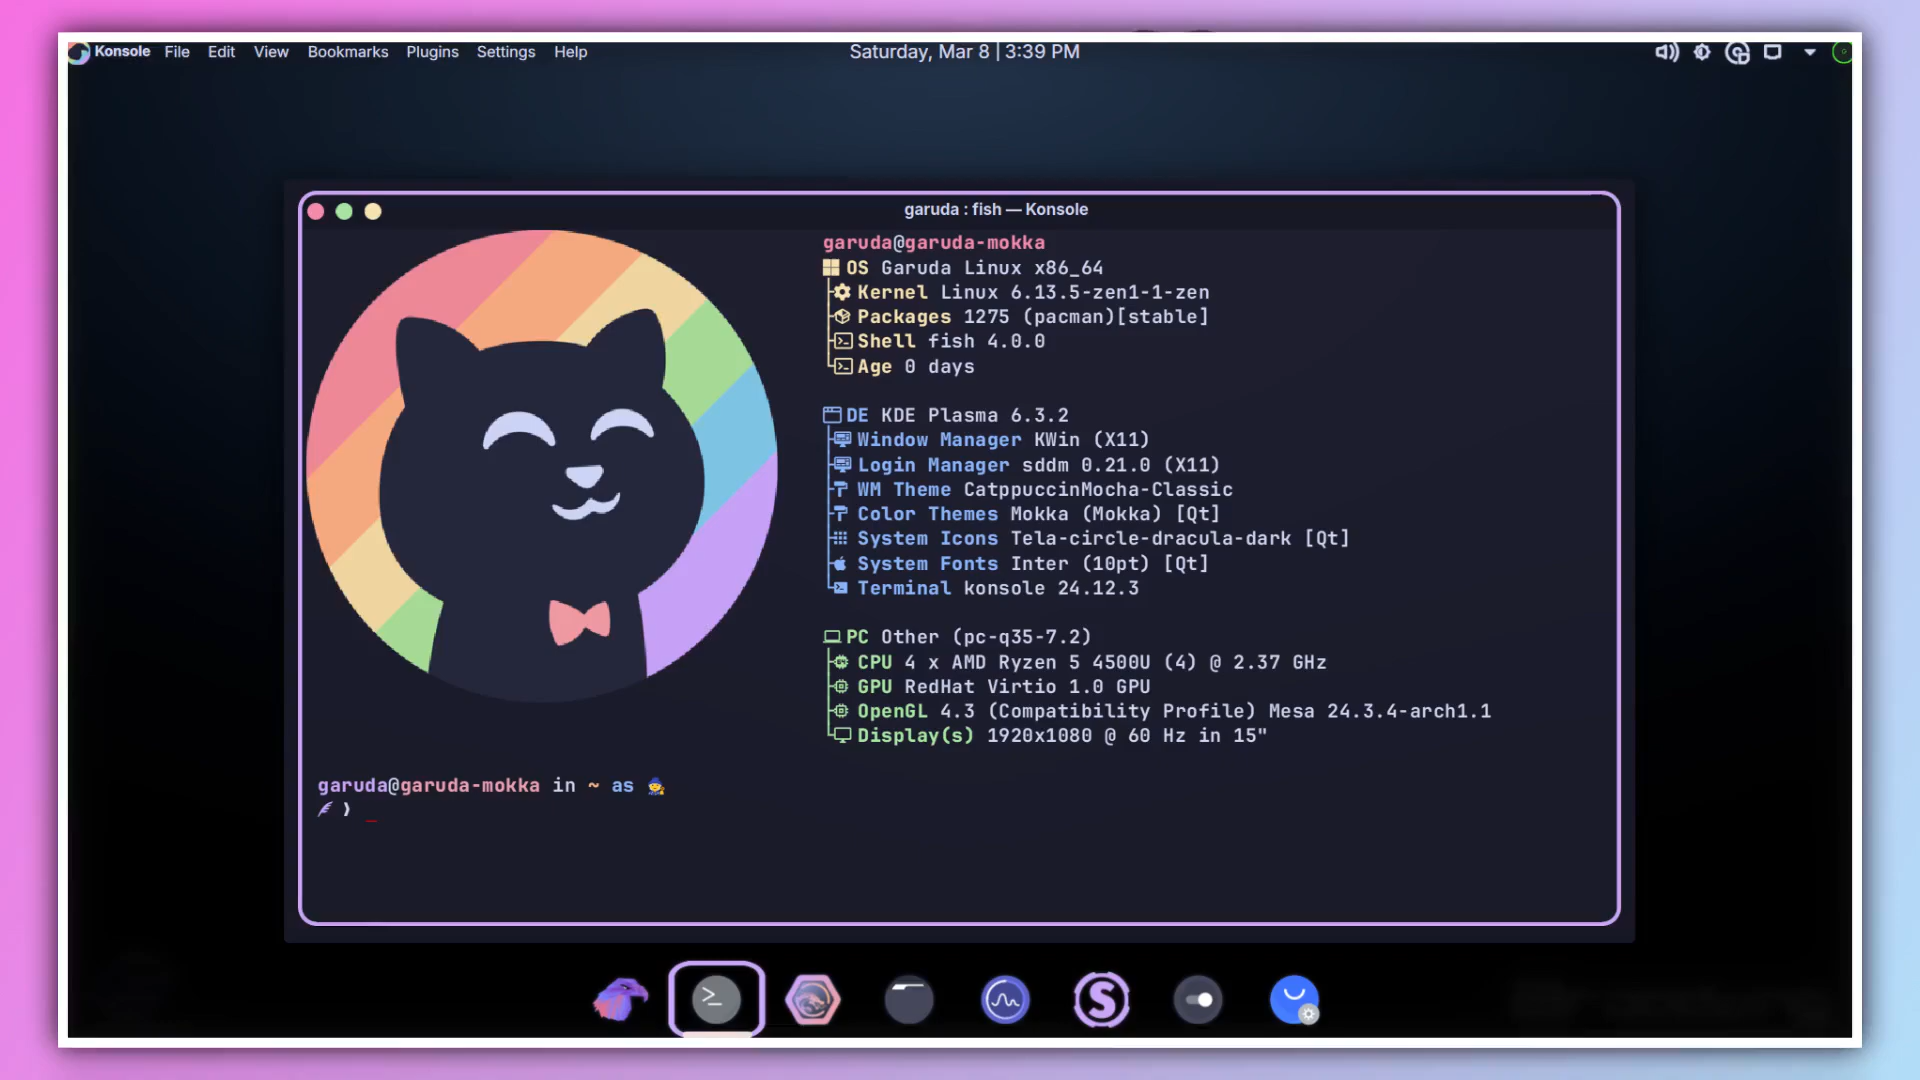 Konsole File Edit View Bookmarks Plugins Settings Help
Saturday, Mar 8 | 3:39 PM
garuda : fish — Konsole
garuda@garuda-mokka
OS Garuda Linux x86_64
Kernel Linux 6.13.5-zen1-1-zen
Packages 1275 (pacman)[stable]
Shell fish 4.0.0
Age 0 days
DE KDE Plasma 6.3.2
Window Manager KWin (X11)
Login Manager sddm 0.21.0 (X11)
WM Theme CatppuccinMocha-Classic
Color Themes Mokka (Mokka) [Qt]
System Icons Tela-circle-dracula-dark [Qt]
System Fonts Inter (10pt) [Qt]
Terminal konsole 24.12.3
PC Other (pc-q35-7.2)
CPU 4 x AMD Ryzen 5 4500U (4) @ 2.37 GHz
GPU RedHat Virtio 1.0 GPU
OpenGL 4.3 (Compatibility Profile) Mesa 24.3.4-arch1.1
Display(s) 1920x1080 @ 60 Hz in 15"
garuda@garuda-mokka in ~ as 🧙
❯ _
S